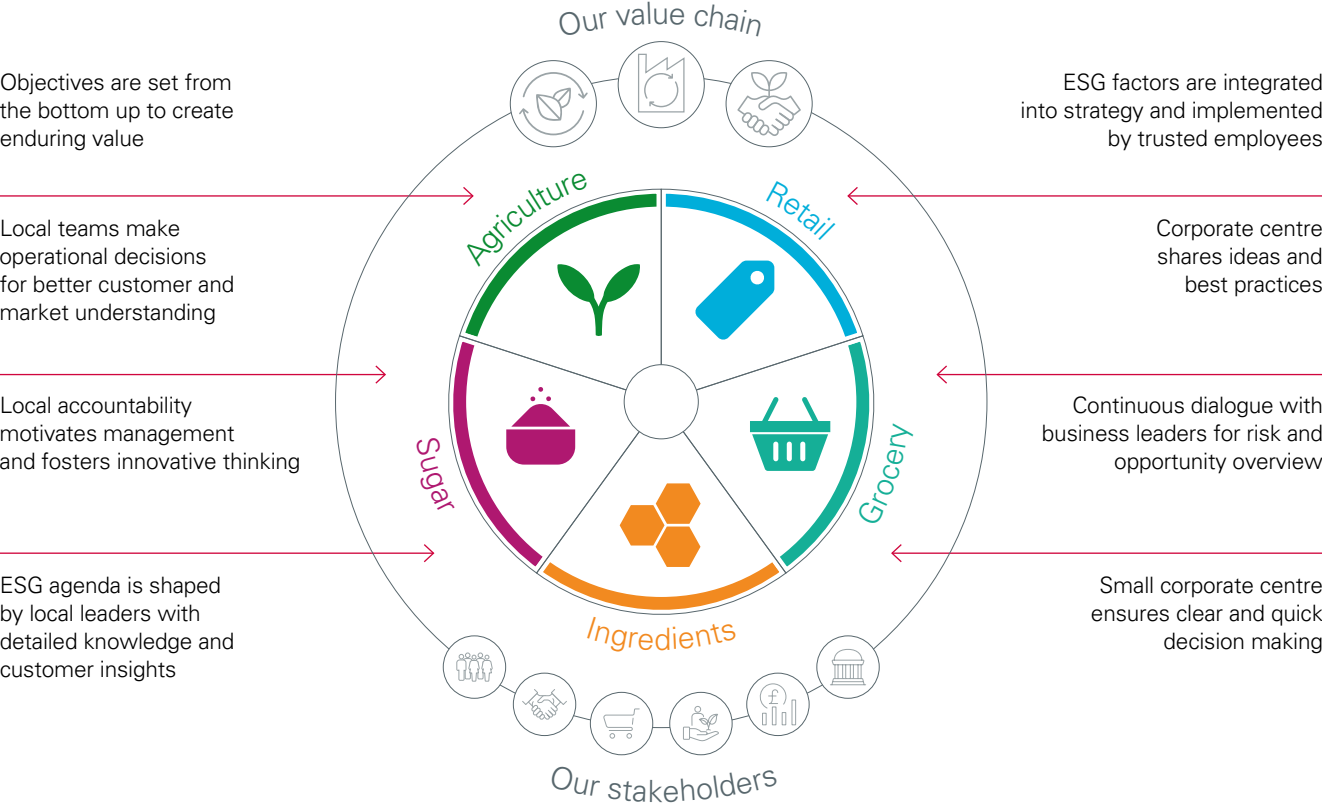 Our value chain
Objectives are set from
the bottom up to create
enduring value
Local teams make
operational decisions
for better customer and
market understanding
Local accountability
motivates management
and fosters innovative thinking
ESG agenda is shaped
by local leaders with
detailed knowledge and
customer insights
Agriculture
Retail
Sugar
Grocery
Ingredients
£
ESG factors are integrated
into strategy and implemented
by trusted employees
Corporate centre
shares ideas and
best practices
Continuous dialogue with
business leaders for risk and
opportunity overview
Small corporate centre
ensures clear and quick
decision making
Our stakeholders